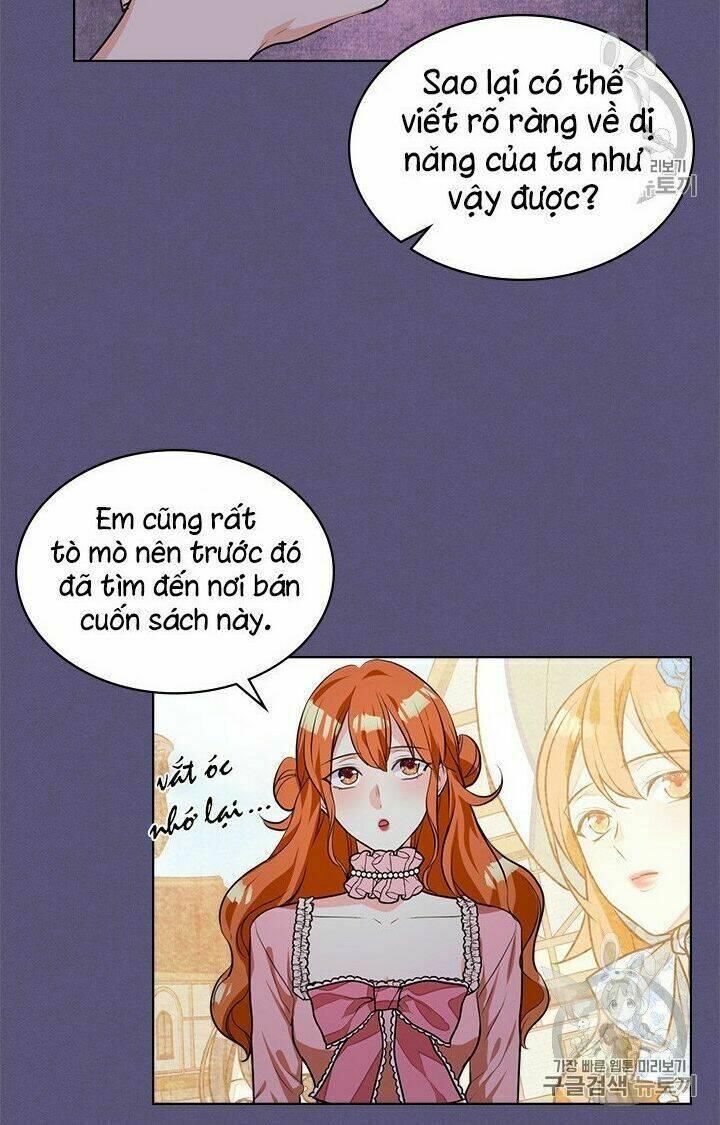 Sao lại có thể
viết rõ ràng về dị
năng của ta như
vậy được?
리보기
뉴토끼
Em cũng rất
tò mò nên trước đó
đã tìm đến nơi bán
cuốn sách này.
vắt óc
nhớ lại...
가장 빠른 웹툰 미리보기
구글검색 뉴토끼